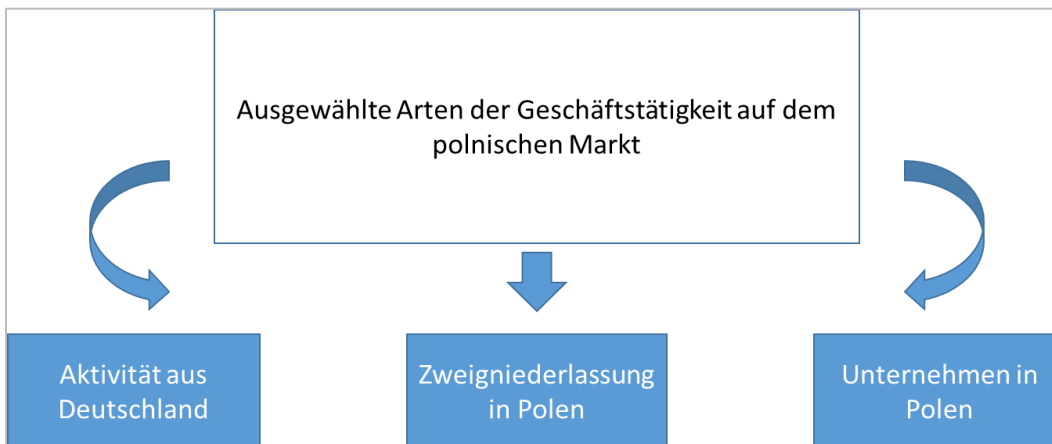 Ausgewählte Arten der Geschäftstätigkeit auf dem
polnischen Markt
Aktivität aus
Deutschland
Zweigniederlassung
in Polen
Unternehmen in
Polen